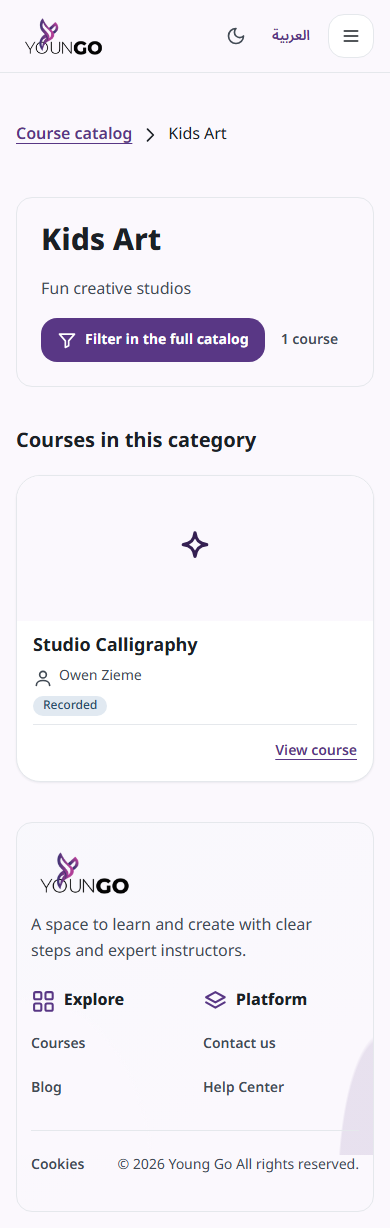 YOUNGO
العربية
Course catalog > Kids Art
Kids Art
Fun creative studios
Filter in the full catalog
1 course
Courses in this category
Studio Calligraphy
Owen Zieme
Recorded
View course
YOUNGO
A space to learn and create with clear
steps and expert instructors.
Explore
Platform
Courses
Contact us
Blog
Help Center
Cookies
© 2026 Young Go All rights reserved.